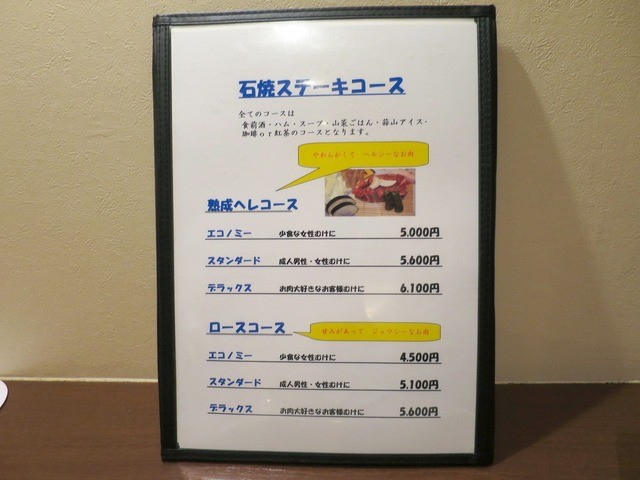 石焼ステーキコース
全てのコースは
食前酒・ハム・スープ・山菜ごはん・蒜山アイス・
珈琲or紅茶のコースとなります。
やわらかくて ヘルシーなお肉
熟成ヘレコース
エコノミー 少食な女性むけに 5.000円
スタンダード 成人男性・女性むけに 5.600円
デラックス お肉大好きなお客様むけに 6.100円
ロースコース
甘みがあって ジュウシーなお肉
エコノミー 少食な女性むけに 4.500円
スタンダード 成人男性・女性むけに 5.100円
デラックス お肉大好きなお客様むけに 5.600円